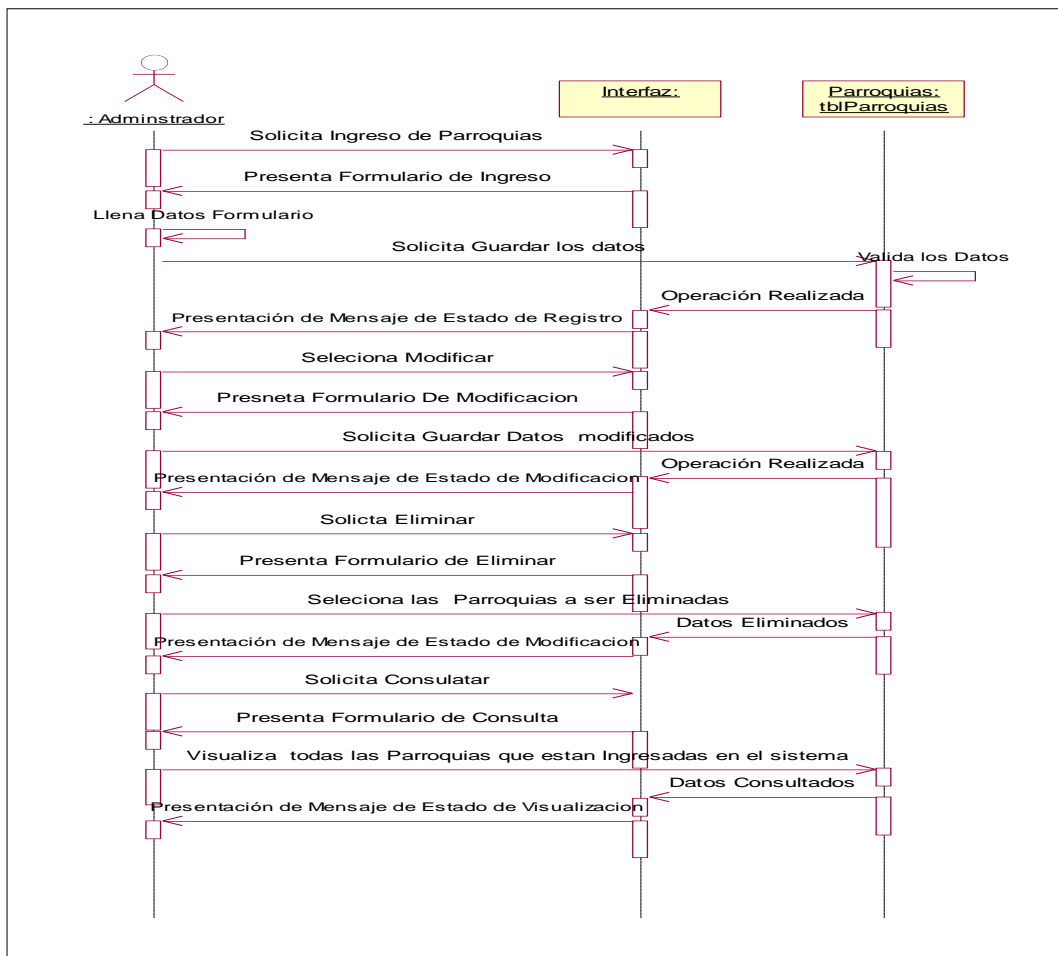 : Adminstrador
Interfaz:
Parroquias:
tblParroquias
Solicita Ingreso de Parroquias
Presenta Formulario de Ingreso
Llena Datos Formulario
Solicita Guardar los datos
Valida los Datos
Operación Realizada
Presentación de Mensaje de Estado de Registro
Seleciona Modificar
Presneta Formulario De Modificacion
Solicita Guardar Datos modificados
Operación Realizada
Presentación de Mensaje de Estado de Modificacion
Solicta Eliminar
Presenta Formulario de Eliminar
Seleciona las Parroquias a ser Eliminadas
Datos Eliminados
Presentación de Mensaje de Estado de Modificacion
Solicita Consulatar
Presenta Formulario de Consulta
Visualiza todas las Parroquias que estan Ingresadas en el sistema
Datos Consultados
Presentación de Mensaje de Estado de Visualizacion